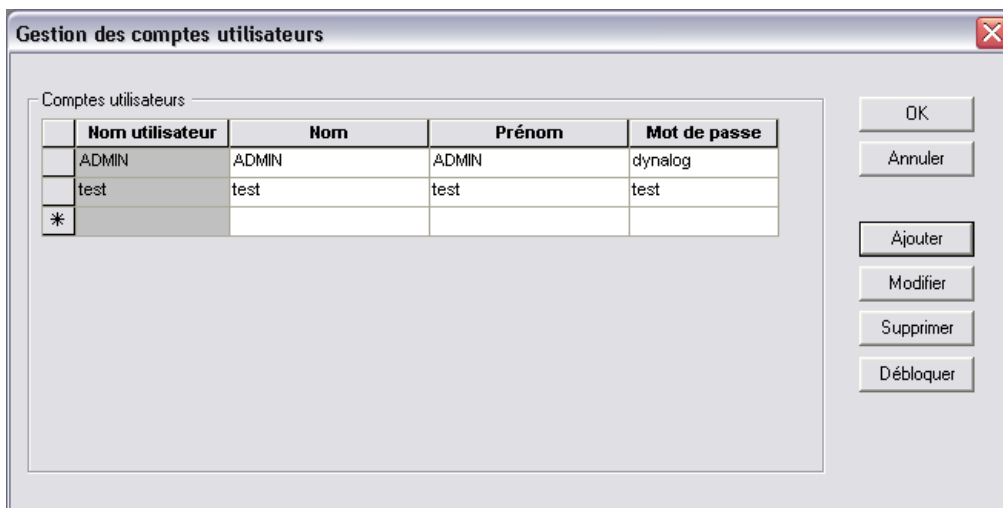 Gestion des comptes utilisateurs
Comptes utilisateurs
Nom utilisateur Nom Prénom Mot de passe
ADMIN ADMIN ADMIN dynalog
test test test test
*
OK
Annuler
Ajouter
Modifier
Supprimer
Débloquer